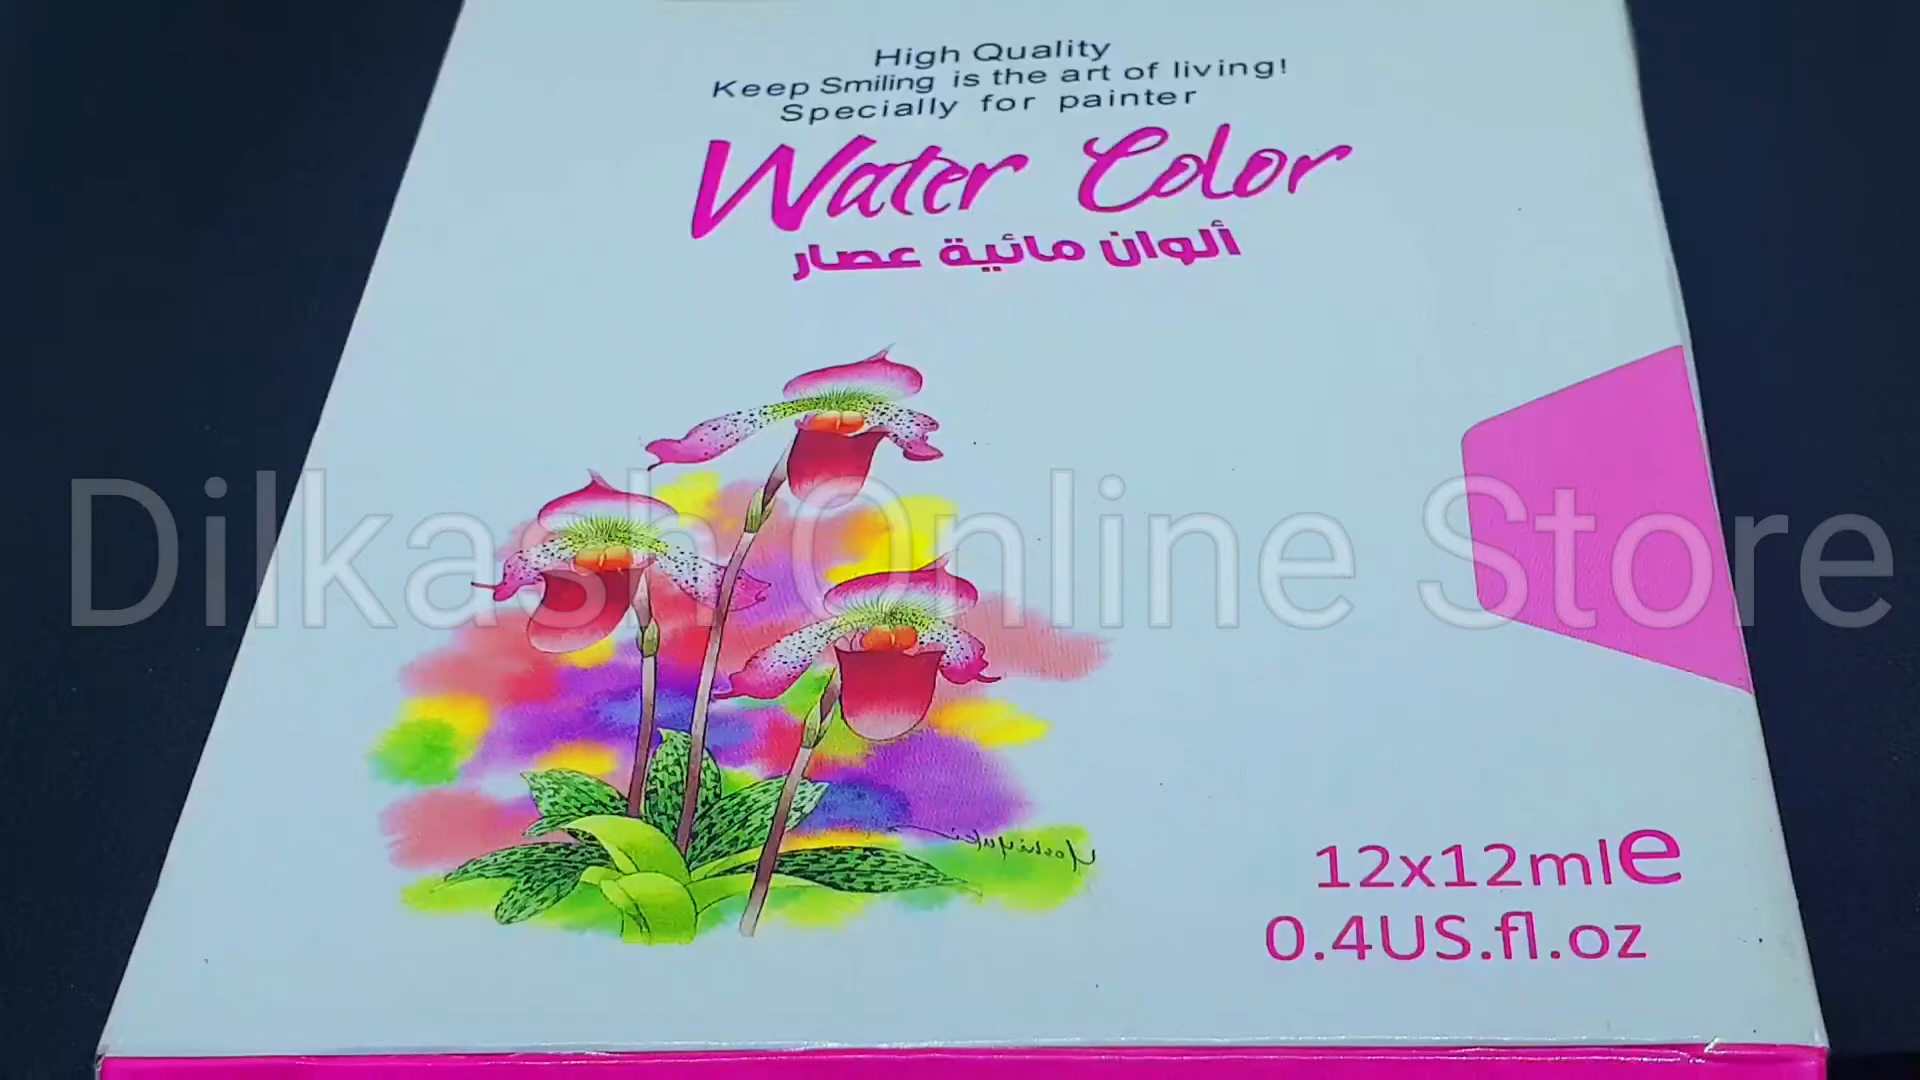 High Quality
Keep Smiling is the art of living!
Specially for painter
Water Color
ألوان مائية عصار
Dilkash Online Store
12x12ml℮
0.4US.fl.oz